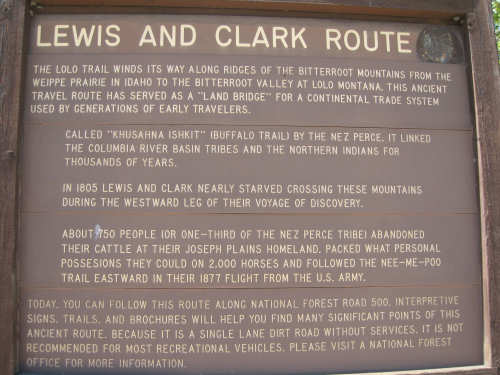 LEWIS AND CLARK ROUTE
THE LOLO TRAIL WINDS ITS WAY ALONG RIDGES OF THE BITTERROOT MOUNTAINS FROM THE
WEIPPE PRAIRIE IN IDAHO TO THE BITTERROOT VALLEY AT LOLO MONTANA. THIS ANCIENT
TRAVEL ROUTE HAS SERVED AS A "LAND BRIDGE" FOR A CONTINENTAL TRADE SYSTEM
USED BY GENERATIONS OF EARLY TRAVELERS.
CALLED "KHUSAHNA ISHKIT" (BUFFALO TRAIL) BY THE NEZ PERCE, IT LINKED
THE COLUMBIA RIVER BASIN TRIBES AND THE NORTHERN INDIANS FOR
THOUSANDS OF YEARS.
IN 1805 LEWIS AND CLARK NEARLY STARVED CROSSING THESE MOUNTAINS
DURING THE WESTWARD LEG OF THEIR VOYAGE OF DISCOVERY.
ABOUT 750 PEOPLE (OR ONE-THIRD OF THE NEZ PERCE TRIBE) ABANDONED
THEIR CATTLE AT THEIR JOSEPH PLAINS HOMELAND, PACKED WHAT PERSONAL
POSSESIONS THEY COULD ON 2,000 HORSES AND FOLLOWED THE NEE-ME-POO
TRAIL EASTWARD IN THEIR 1877 FLIGHT FROM THE U.S. ARMY.
TODAY, YOU CAN FOLLOW THIS ROUTE ALONG NATIONAL FOREST ROAD 500. INTERPRETIVE
SIGNS, TRAILS, AND BROCHURES WILL HELP YOU FIND MANY SIGNIFICANT POINTS OF THIS
ANCIENT ROUTE. BECAUSE IT IS A SINGLE LANE DIRT ROAD WITHOUT SERVICES, IT IS NOT
RECOMMENDED FOR MOST RECREATIONAL VEHICLES. PLEASE VISIT A NATIONAL FOREST
OFFICE FOR MORE INFORMATION.